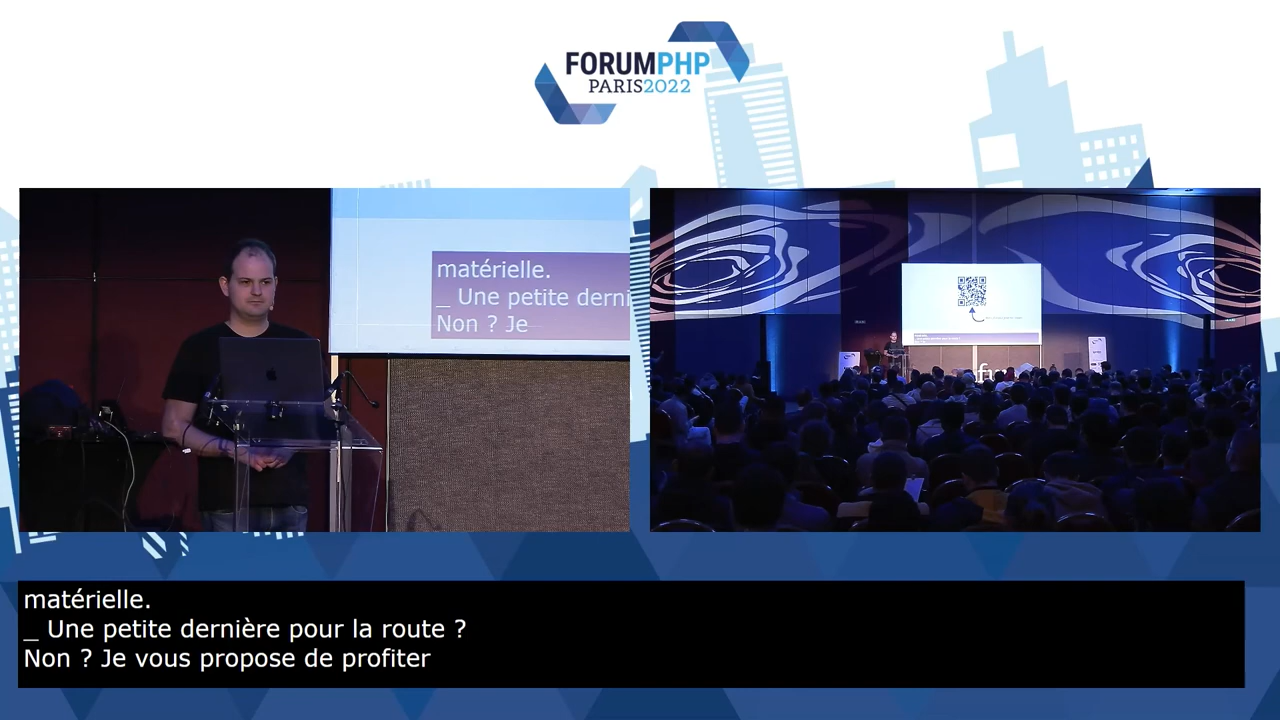 FORUMPHP
PARIS2022
matérielle.
_ Une petite derni
Non ? Je
matérielle.
_ Une petite dernière pour la route ?
Non ? Je vous propose de profiter